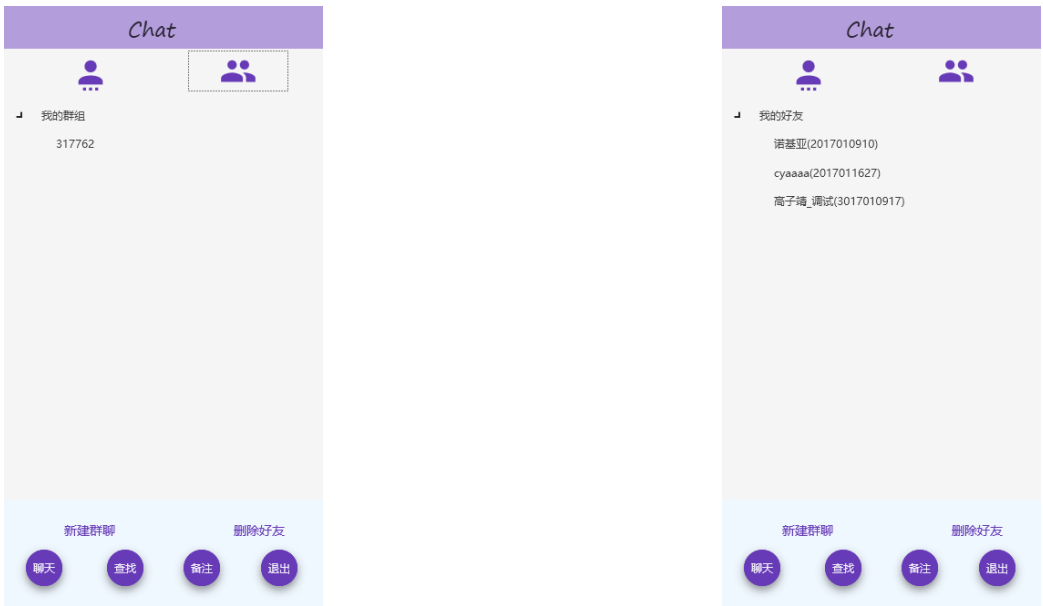 Chat
我的群组
317762
新建群聊 删除好友
聊天 查找 备注 退出
Chat
我的好友
诺基亚(2017010910)
cyaaaa(2017011627)
高子靖_调试(3017010917)
新建群聊 删除好友
聊天 查找 备注 退出